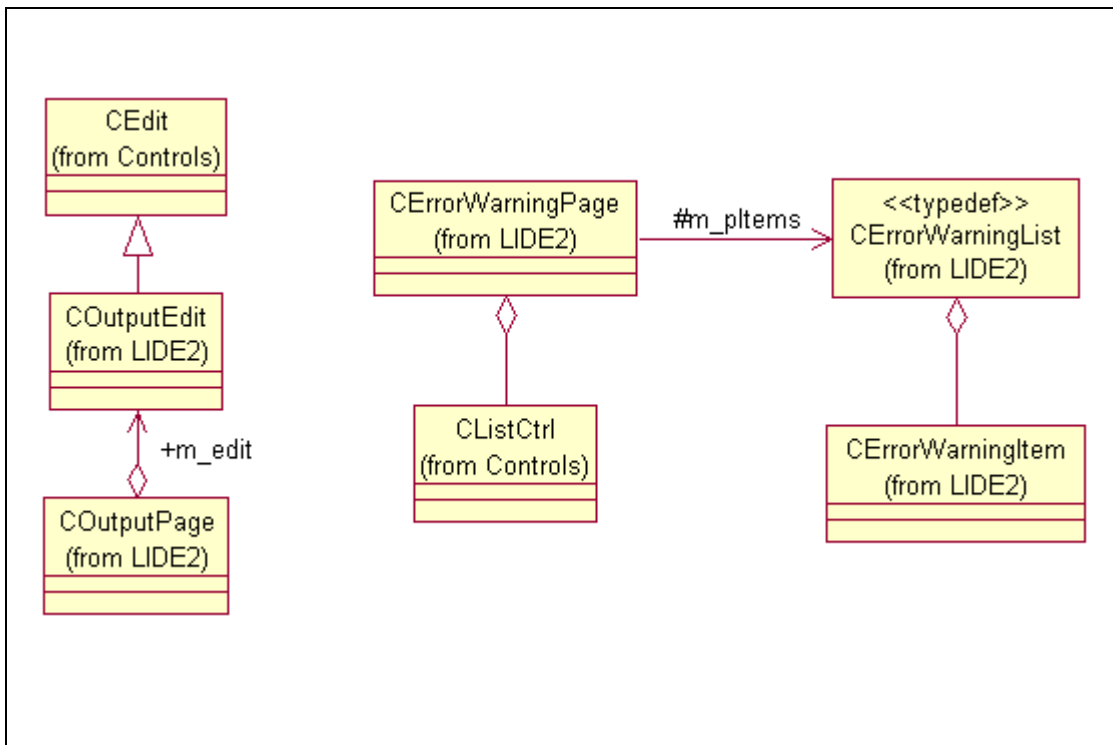 CEdit
(from Controls)
COutputEdit
(from LIDE2)
+m_edit
COutputPage
(from LIDE2)
CErrorWarningPage
(from LIDE2)
#m_pItems
<<typedef>>
CErrorWarningList
(from LIDE2)
CListCtrl
(from Controls)
CErrorWarningItem
(from LIDE2)